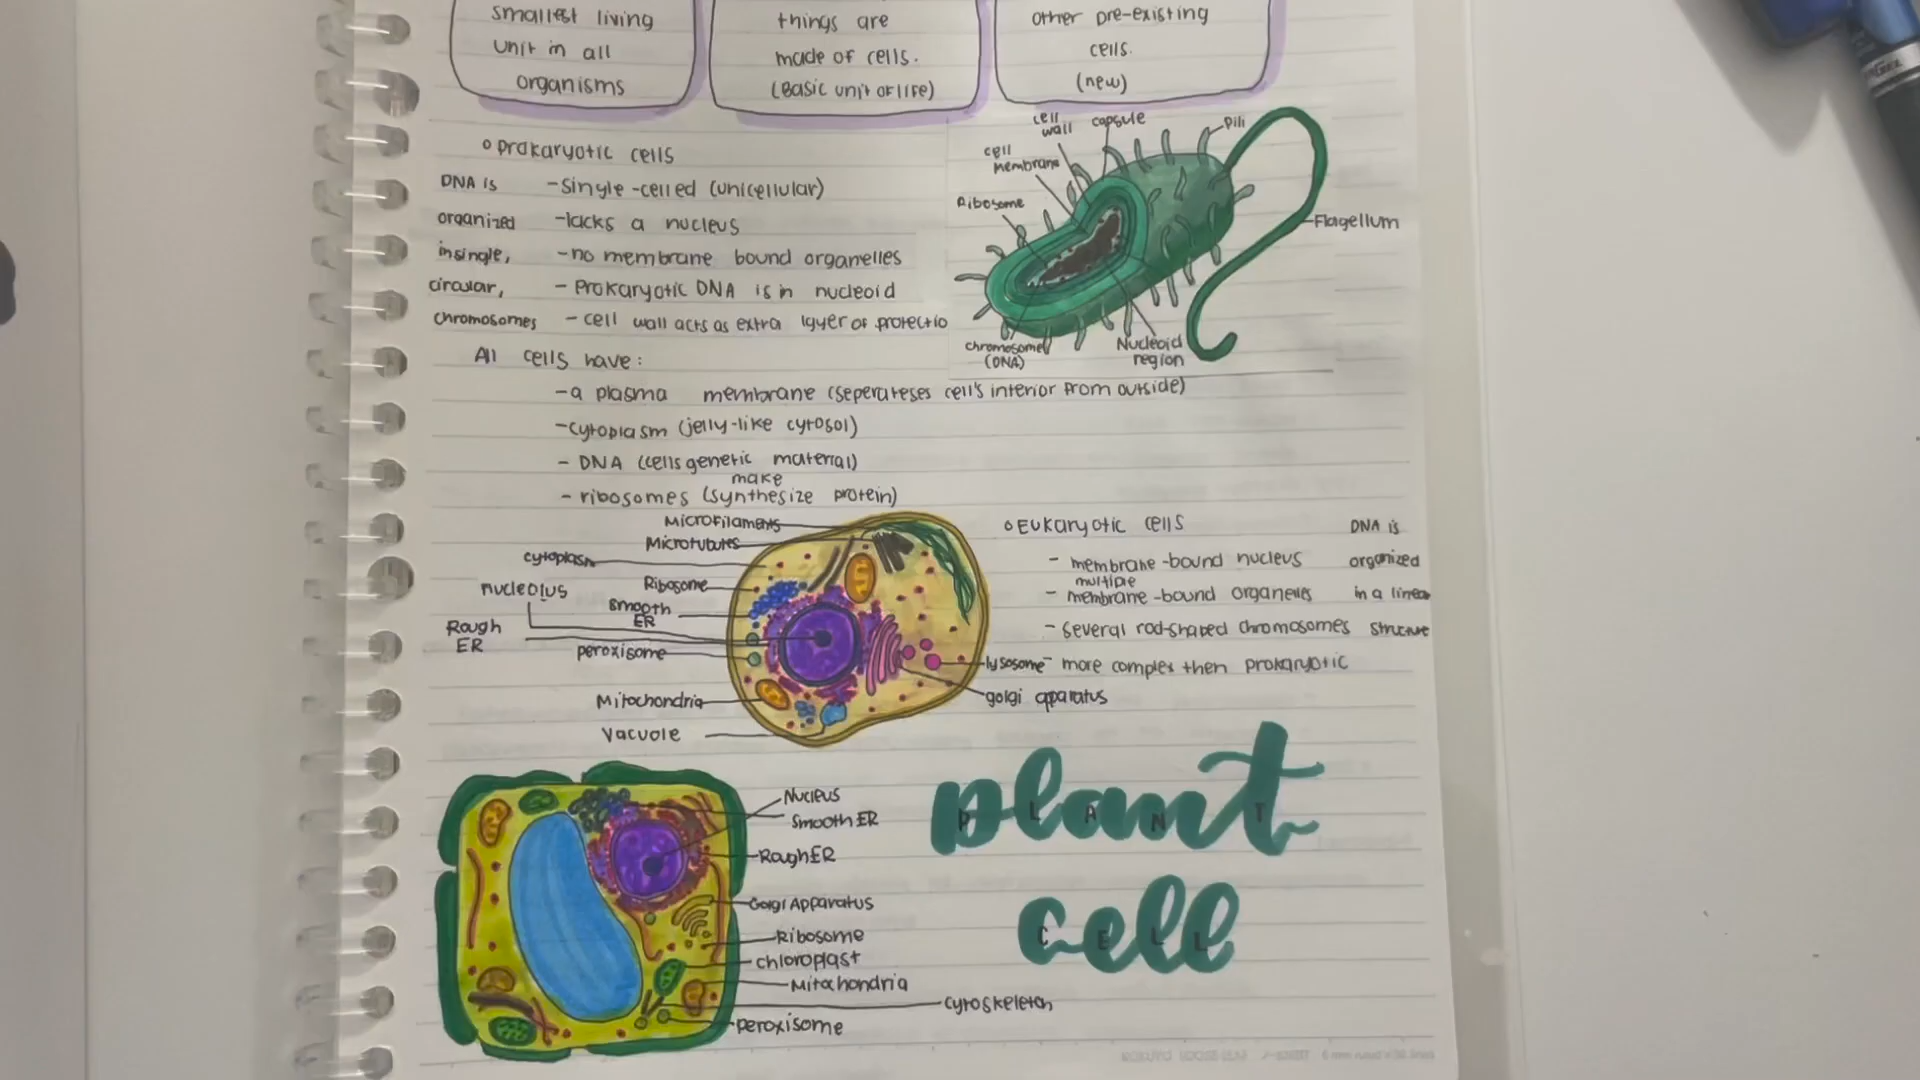 smallest living
unit in all
organisms
things are
made of cells.
(Basic unit of life)
other pre-existing
cells.
(new)
prokaryotic cells
DNA is
organized
in single,
circular,
chromosomes
-single-celled (unicellular)
-lacks a nucleus
-no membrane bound organelles
-Prokaryotic DNA is in nucleoid
-cell wall acts as extra layer of protectio
cell
wall
capsule
Pili
cell
membrane
Ribosome
Flagellum
chromosome
(DNA)
Nucleoid
region
All cells have:
-a plasma membrane (seperateses cell's interior from outside)
-cytoplasm (jelly-like cytosol)
- DNA (cells genetic material)
make
- ribosomes (synthesize protein)
Microfilaments
Microtubules
cytoplasm
nucleolus
Ribosome
smooth
ER
Rough
ER
peroxisome
Mitochondria
Vacuole
lysosome
golgi apparatus
Eukaryotic cells
- membrane-bound nucleus
multiple
- membrane-bound organelles
- several rod-shaped chromosomes
- more complex then prokaryotic
DNA is
organized
in a linear
structure
Nucleus
Smooth ER
Rough ER
Golgi Apparatus
Ribosome
chloroplast
Mitochondria
cytoskeleton
peroxisome
plant
PLANT
cell
CELL